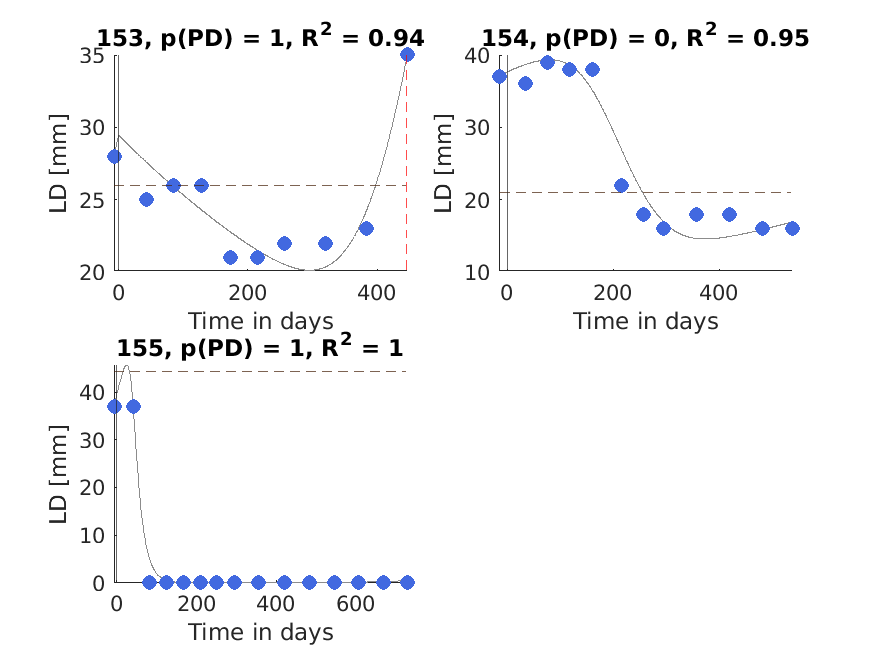 153, p(PD) = 1, R² = 0.94
35
30
25
20
LD [mm]
0 200 400
Time in days
154, p(PD) = 0, R² = 0.95
40
30
20
10
LD [mm]
0 200 400
Time in days
155, p(PD) = 1, R² = 1
40
30
20
10
0
LD [mm]
0 200 400 600
Time in days